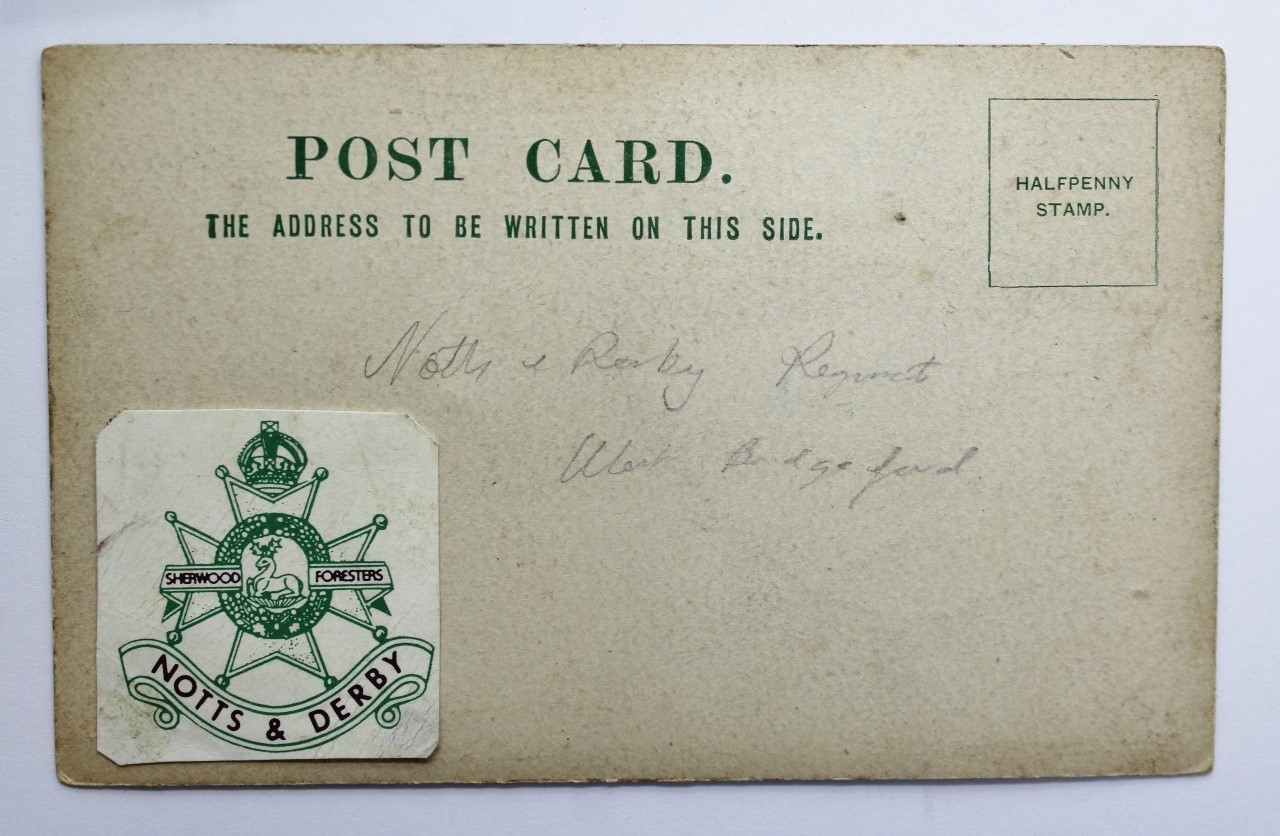 POST CARD.
THE ADDRESS TO BE WRITTEN ON THIS SIDE.
HALFPENNY
STAMP.
Notts & Derby Regiment
West Bridgeford
SHERWOOD FORESTERS
NOTTS & DERBY